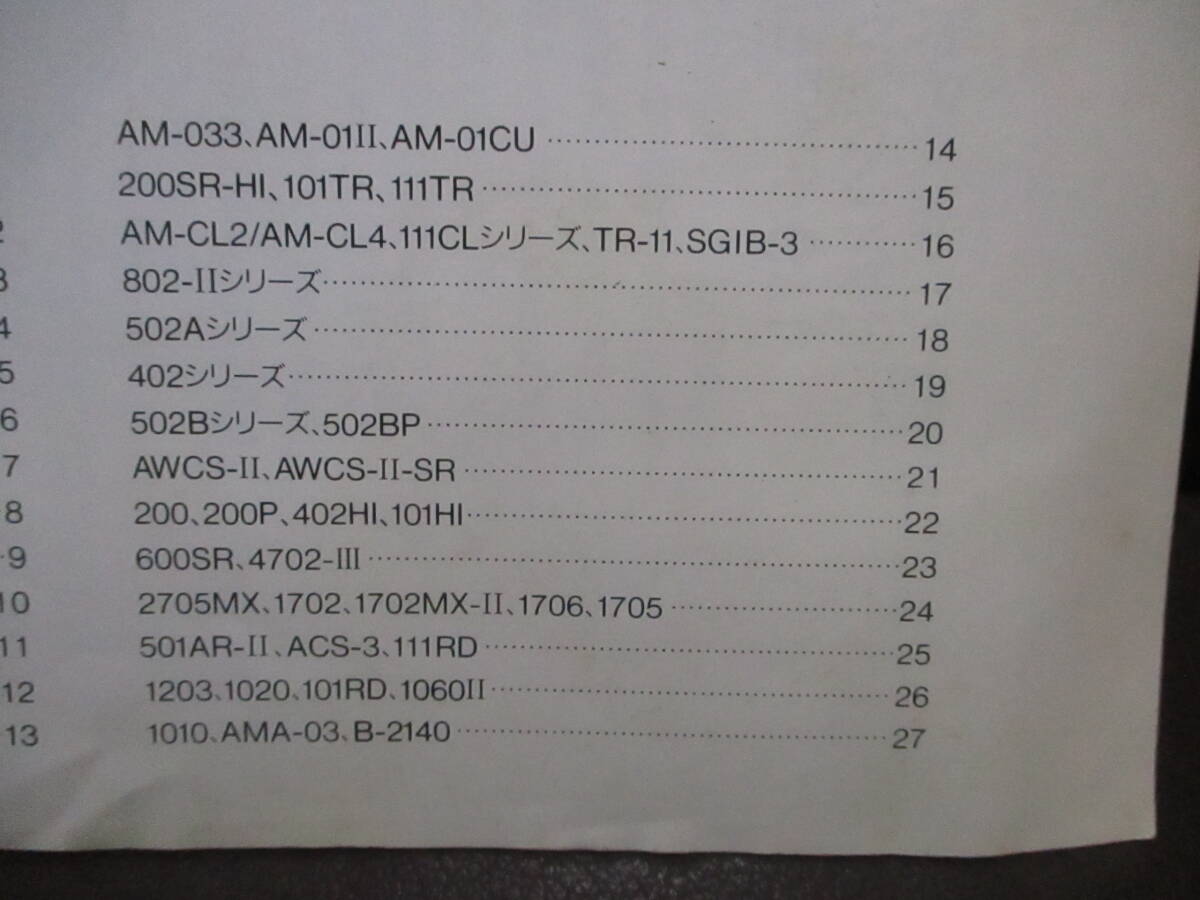 AM-033、AM-01II、AM-01CU ………………………………… 14
200SR-HI、101TR、111TR ……………………………………… 15
AM-CL2/AM-CL4、111CLシリーズ、TR-11、SGIB-3 ………… 16
802-IIシリーズ …………………………………………………… 17
502Aシリーズ …………………………………………………… 18
402シリーズ ……………………………………………………… 19
502Bシリーズ、502BP ………………………………………… 20
AWCS-II、AWCS-II-SR ……………………………………… 21
200、200P、402HI、101HI ……………………………………… 22
600SR、4702-III ………………………………………………… 23
2705MX、1702、1702MX-II、1706、1705 …………………… 24
501AR-II、ACS-3、111RD …………………………………… 25
1203、1020、101RD、1060II …………………………………… 26
1010、AMA-03、B-2140 ……………………………………… 27
2
3
4
5
6
7
8
9
10
11
12
13